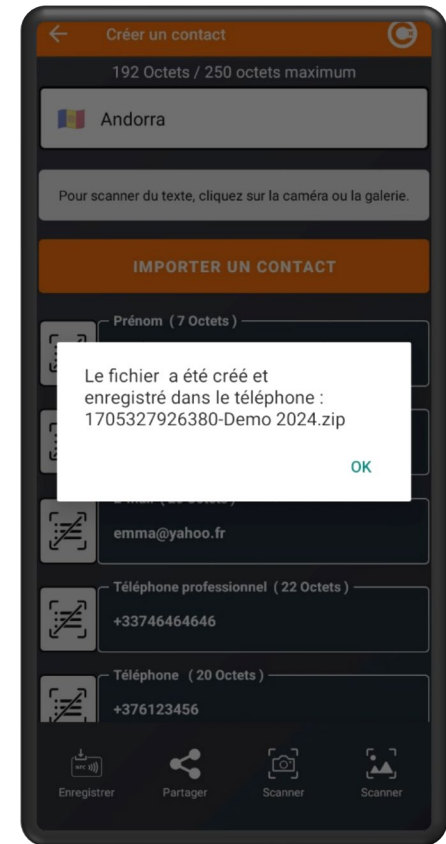 Créer un contact
192 Octets / 250 octets maximum
Andorra
Pour scanner du texte, cliquez sur la caméra ou la galerie.
IMPORTER UN CONTACT
Prénom ( 7 Octets )
Le fichier a été créé et
enregistré dans le téléphone :
1705327926380-Demo 2024.zip
OK
emma@yahoo.fr
Téléphone professionnel ( 22 Octets )
+33746464646
Téléphone ( 20 Octets )
+376123456
NFC
Enregistrer
Partager
Scanner
Scanner